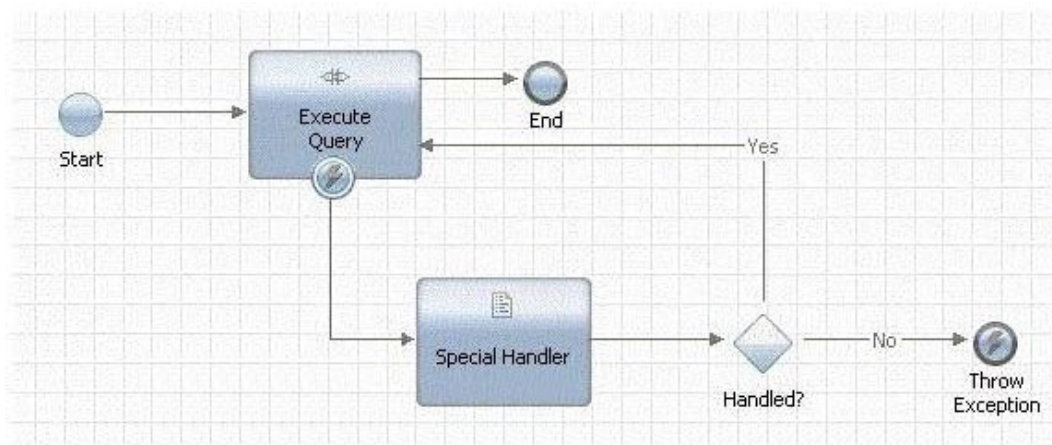 Start
Execute
Query
End
Yes
Special Handler
Handled?
No
Throw
Exception